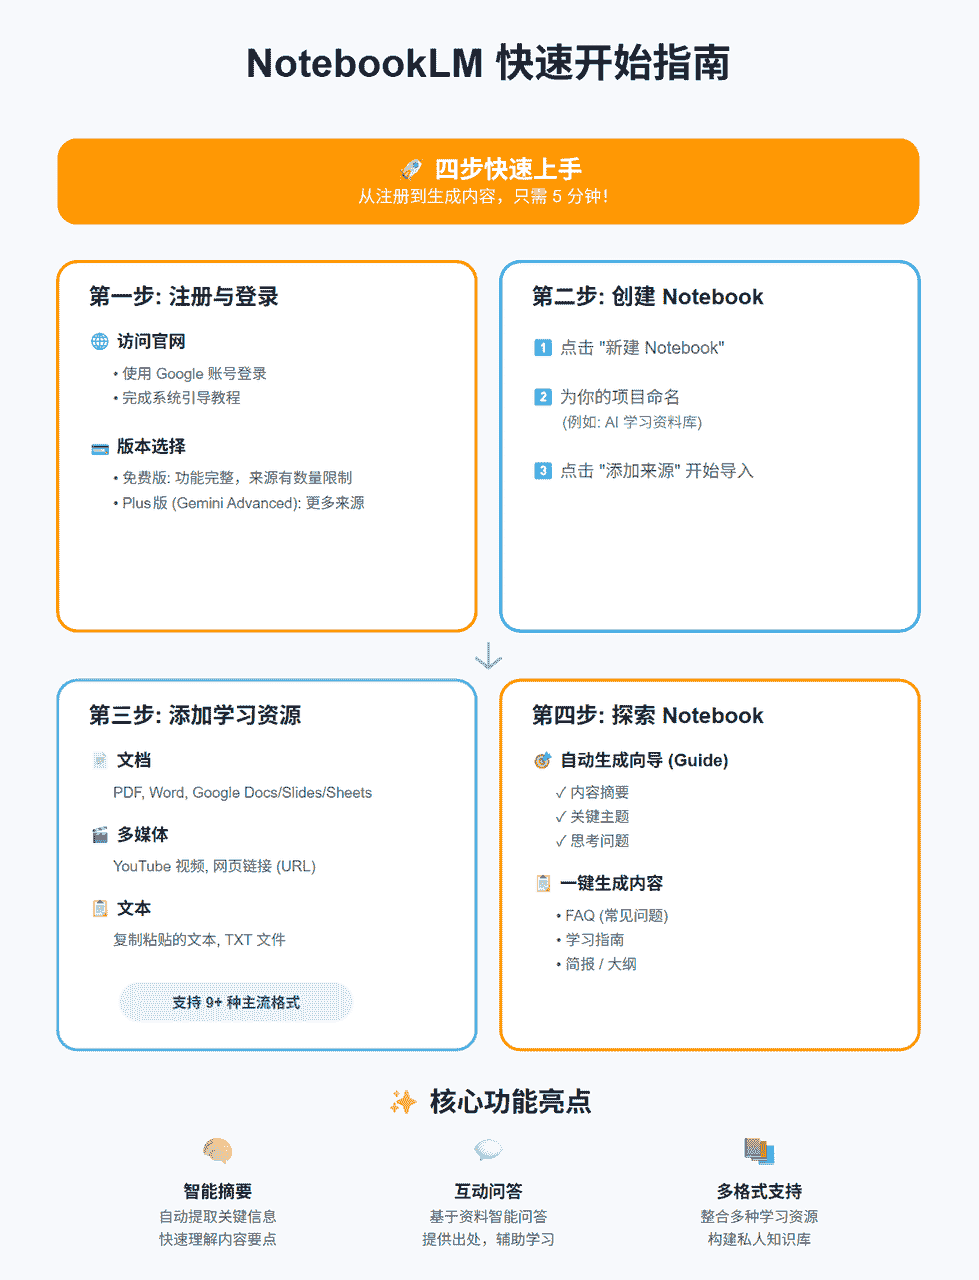 NotebookLM 快速开始指南
🚀 四步快速上手
从注册到生成内容，只需 5 分钟！
第一步: 注册与登录
🌐 访问官网
• 使用 Google 账号登录
• 完成系统引导教程
💳 版本选择
• 免费版: 功能完整，来源有数量限制
• Plus版 (Gemini Advanced): 更多来源
第二步: 创建 Notebook
1 点击 "新建 Notebook"
2 为你的项目命名
(例如: AI 学习资料库)
3 点击 "添加来源" 开始导入
第三步: 添加学习资源
📄 文档
PDF, Word, Google Docs/Slides/Sheets
🎬 多媒体
YouTube 视频, 网页链接 (URL)
📋 文本
复制粘贴的文本, TXT 文件
支持 9+ 种主流格式
第四步: 探索 Notebook
🎯 自动生成向导 (Guide)
✓ 内容摘要
✓ 关键主题
✓ 思考问题
📋 一键生成内容
• FAQ (常见问题)
• 学习指南
• 简报 / 大纲
✨ 核心功能亮点
智能摘要
自动提取关键信息
快速理解内容要点
互动问答
基于资料智能问答
提供出处，辅助学习
多格式支持
整合多种学习资源
构建私人知识库